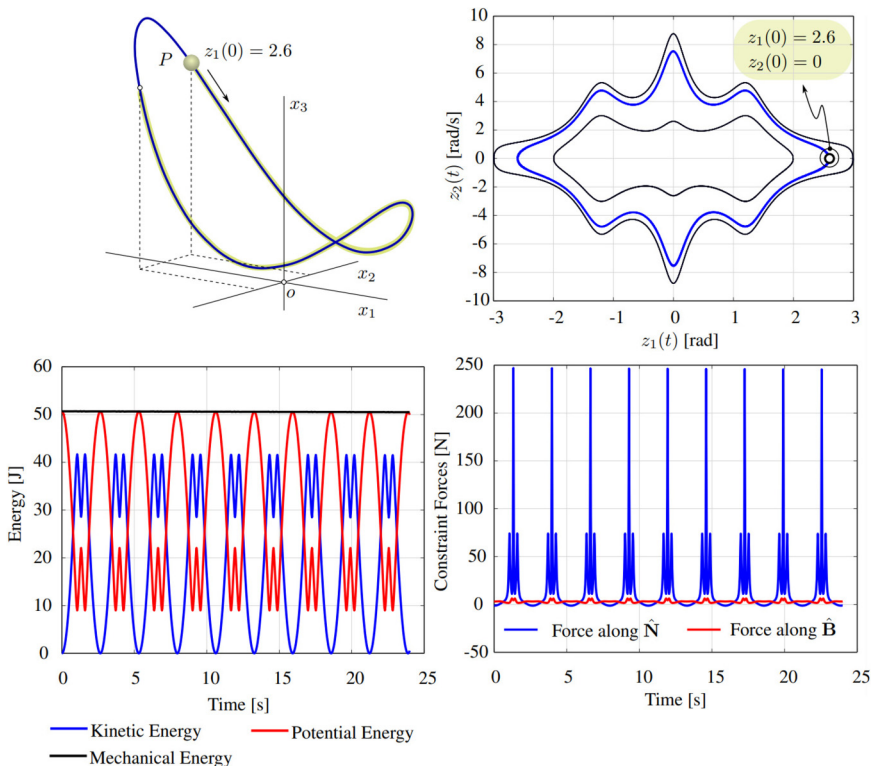 P
z₁(0) = 2.6
x₃
x₂
o
x₁
10
8
6
4
2
0
-2
-4
-6
-8
-10
z₂(t) [rad/s]
z₁(0) = 2.6
z₂(0) = 0
-3 -2 -1 0 1 2 3
z₁(t) [rad]
60
50
40
30
20
10
0
Energy [J]
0 5 10 15 20 25
Time [s]
Kinetic Energy Potential Energy
Mechanical Energy
250
200
150
100
50
0
-50
Constraint Forces [N]
Force along N̂ Force along B̂
0 5 10 15 20 25
Time [s]